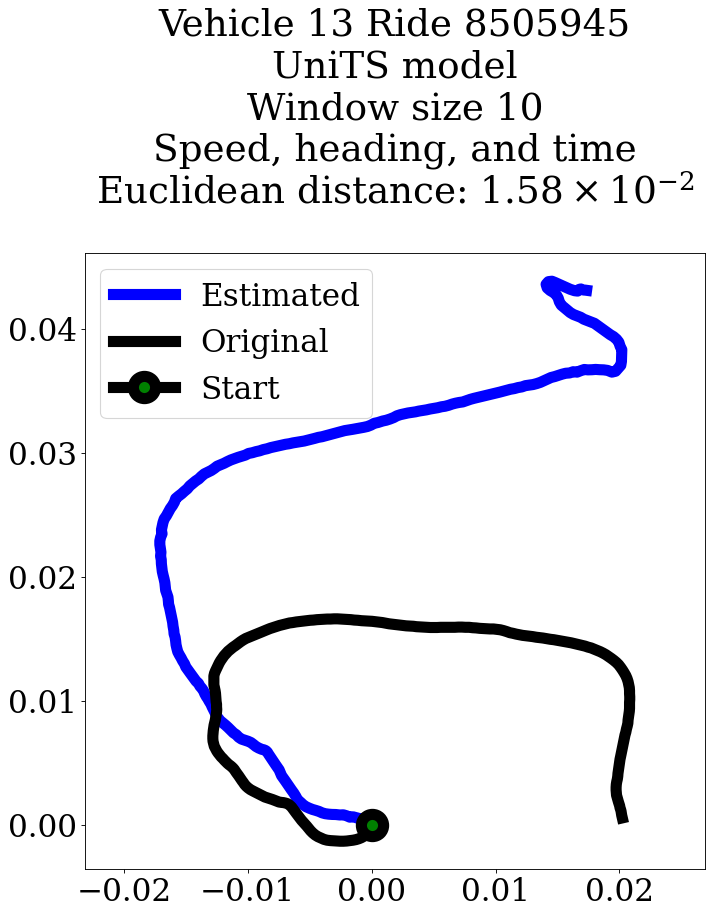 Vehicle 13 Ride 8505945
UniTS model
Window size 10
Speed, heading, and time
Euclidean distance: 1.58 × 10⁻²
Estimated
Original
Start
0.04
0.03
0.02
0.01
0.00
−0.02 −0.01 0.00 0.01 0.02